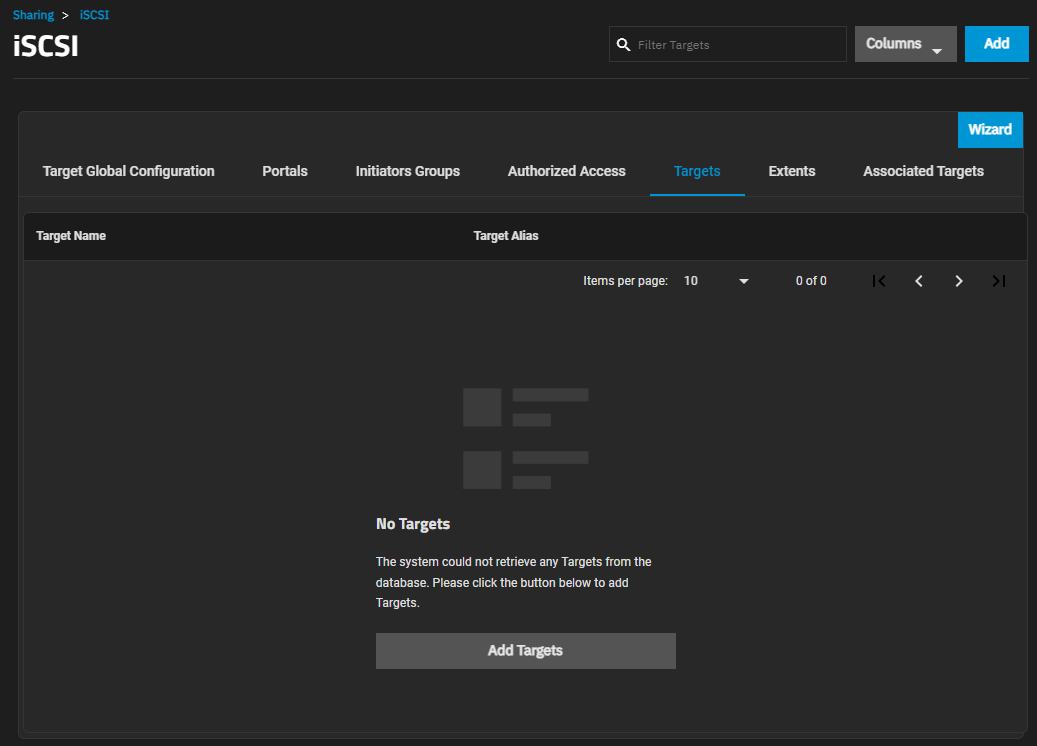 Sharing > iSCSI
iSCSI
Filter Targets
Columns
Add
Wizard
Target Global Configuration
Portals
Initiators Groups
Authorized Access
Targets
Extents
Associated Targets
Target Name
Target Alias
Items per page: 10
0 of 0
No Targets
The system could not retrieve any Targets from the
database. Please click the button below to add
Targets.
Add Targets